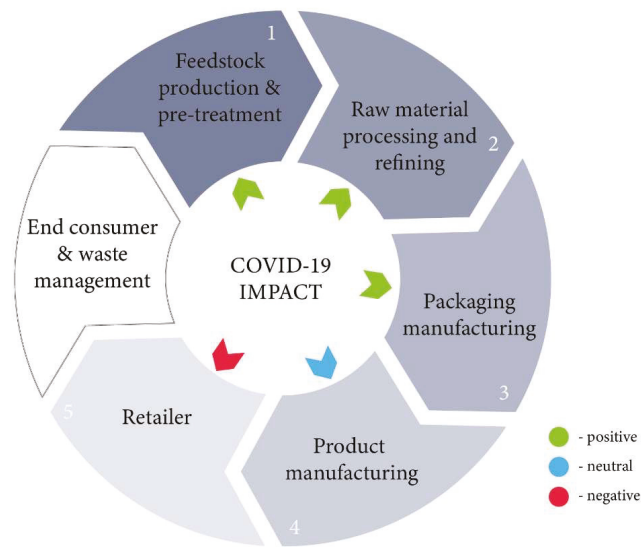 1
Feedstock
production &
pre-treatment
Raw material
processing and
refining
2
End consumer
& waste
management
COVID-19
IMPACT
Packaging
manufacturing
3
5
Retailer
Product
manufacturing
4
- positive
- neutral
- negative